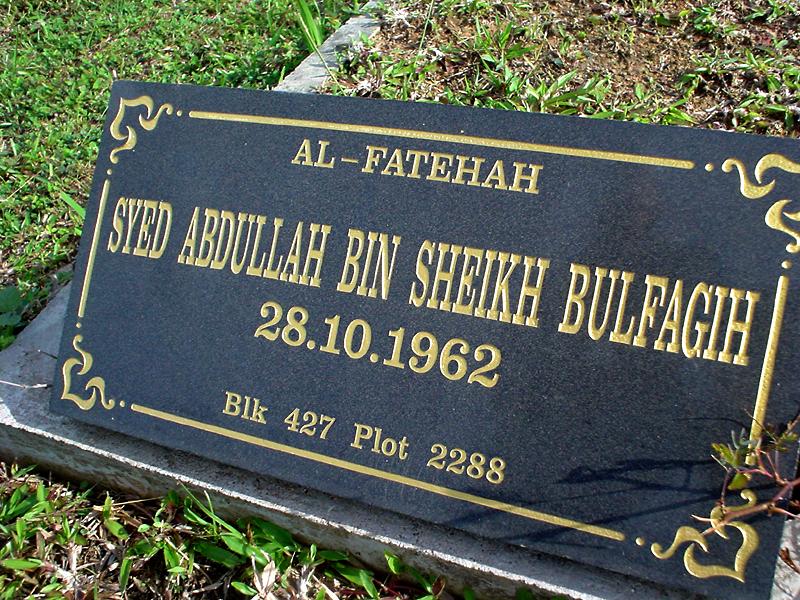 AL-FATEHAH
SYED ABDULLAH BIN SHEIKH BULFAGIH
28.10.1962
Blk 427 Plot 2288